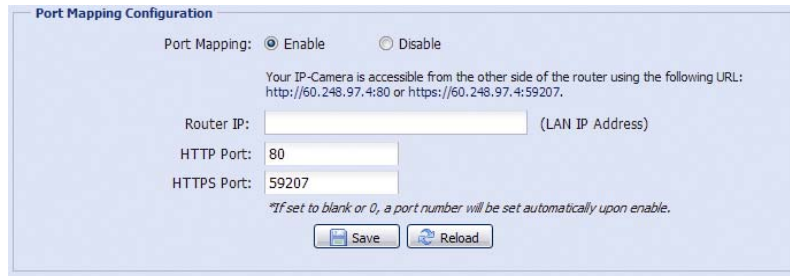 Port Mapping Configuration
Port Mapping: Enable Disable
Your IP-Camera is accessible from the other side of the router using the following URL:
http://60.248.97.4:80 or https://60.248.97.4:59207.
Router IP: (LAN IP Address)
HTTP Port: 80
HTTPS Port: 59207
*If set to blank or 0, a port number will be set automatically upon enable.
Save Reload